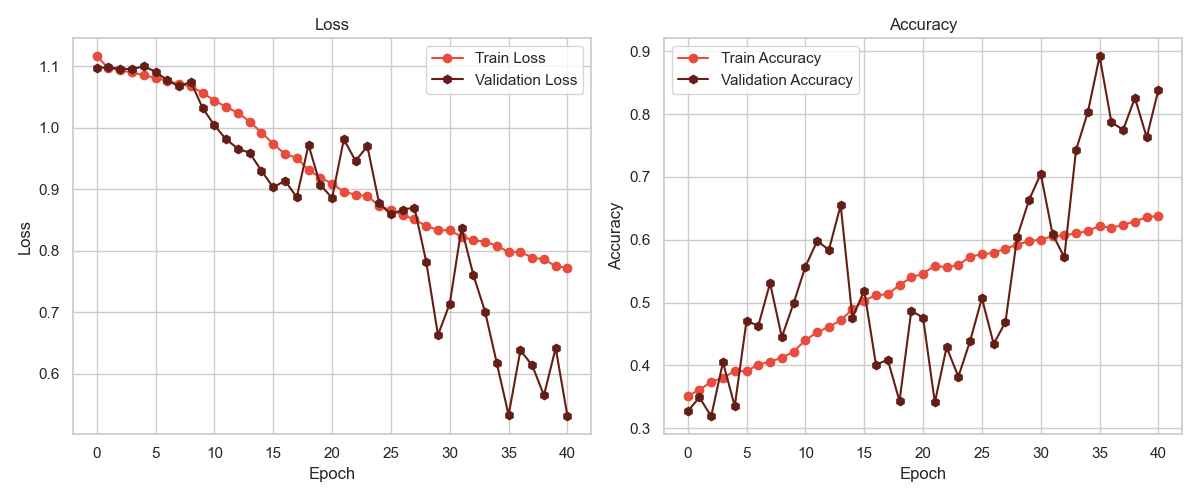 Loss
Train Loss
Validation Loss
1.1
1.0
0.9
0.8
0.7
0.6
Loss
0 5 10 15 20 25 30 35 40
Epoch
Accuracy
Train Accuracy
Validation Accuracy
0.9
0.8
0.7
0.6
0.5
0.4
0.3
Accuracy
0 5 10 15 20 25 30 35 40
Epoch